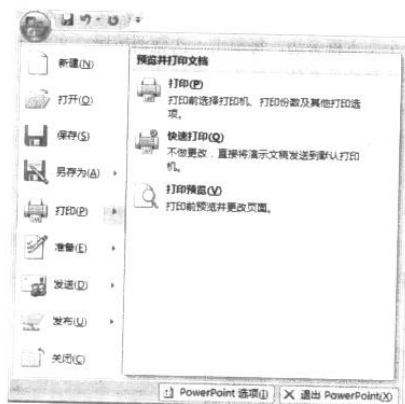 新建(N)
打开(O)
保存(S)
另存为(A)
打印(P)
准备(E)
发送(D)
发布(U)
关闭(C)
预览并打印文档
打印(P)
打印前选择打印机、打印份数及其他打印选
项。
快速打印(Q)
不做更改，直接将演示文稿发送到默认打印
机。
打印预览(V)
打印前预览并更改页面。
PowerPoint 选项(I)
退出 PowerPoint(X)